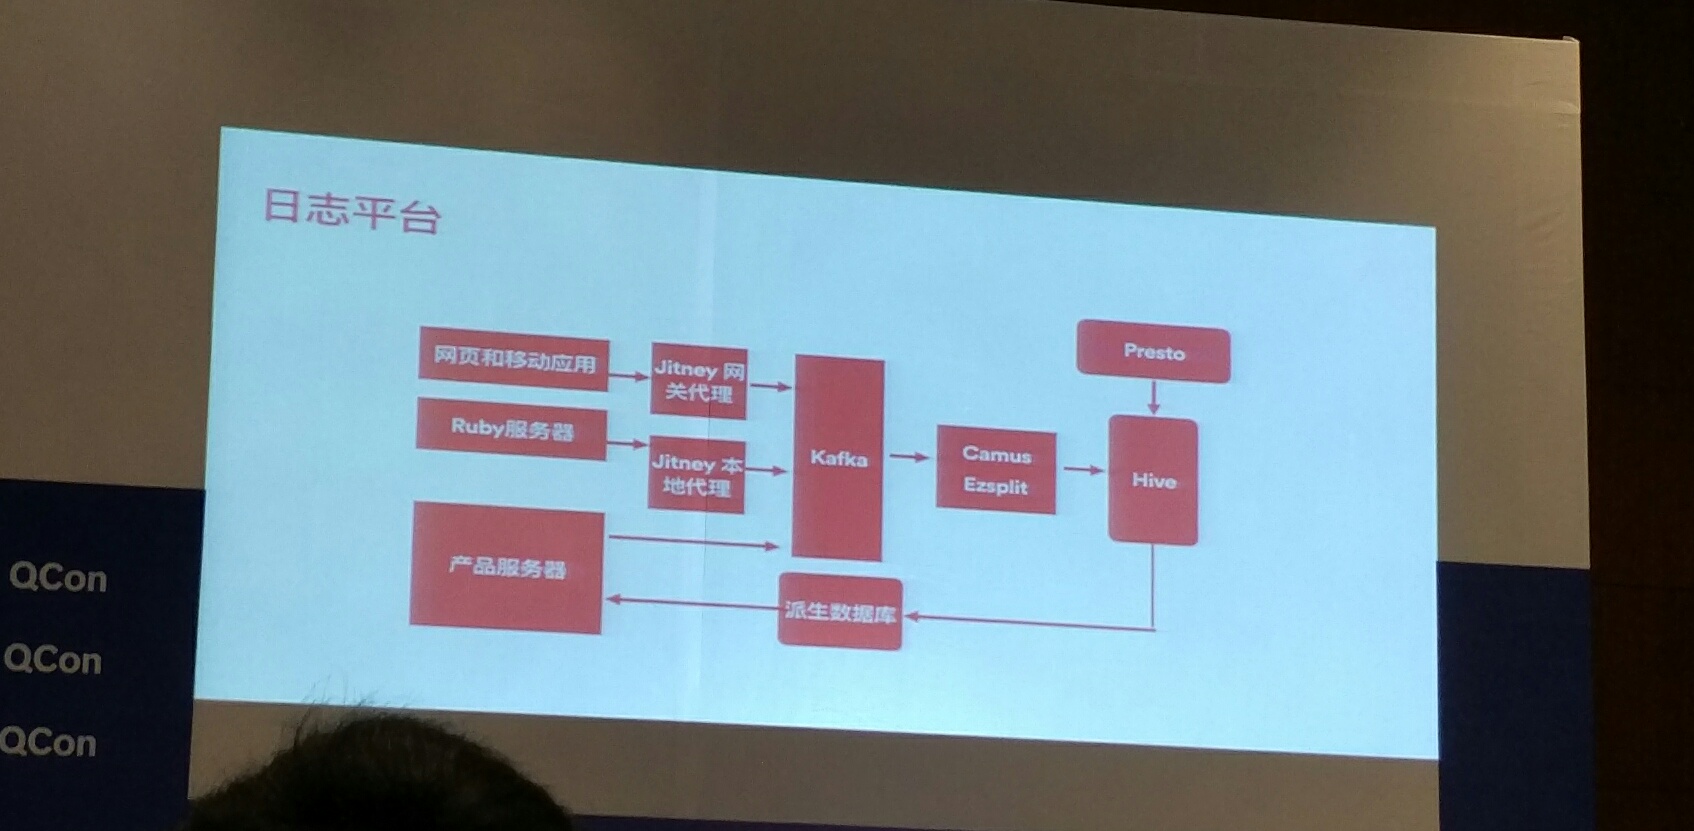 日志平台
网页和移动应用
Jitney 网
关代理
Ruby服务器
Jitney 本
地代理
产品服务器
Kafka
Camus
Ezsplit
Presto
Hive
派生数据库
QCon
QCon
QCon